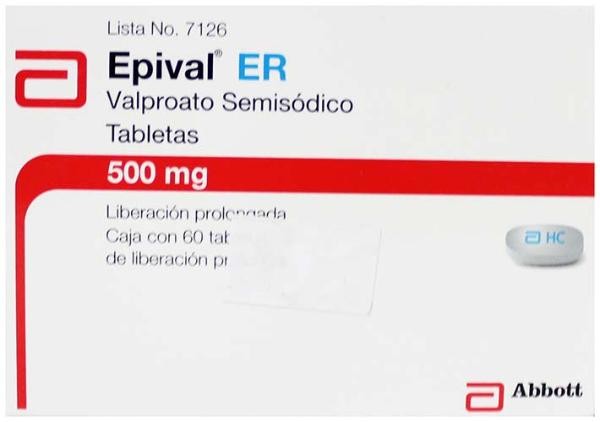 Lista No. 7126
Epival® ER
Valproato Semisódico
Tabletas
500 mg
Liberación prolongada
Caja con 60
de liberación
a HC
a Abbott